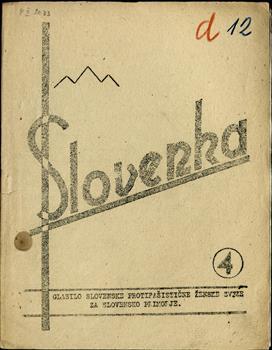 d 12
Slovenka
4
GLASILO SLOVENSKE PROTIFAŠISTIČNE ŽENSKE ZVEZE
ZA SLOVENSKO PRIMORJE.